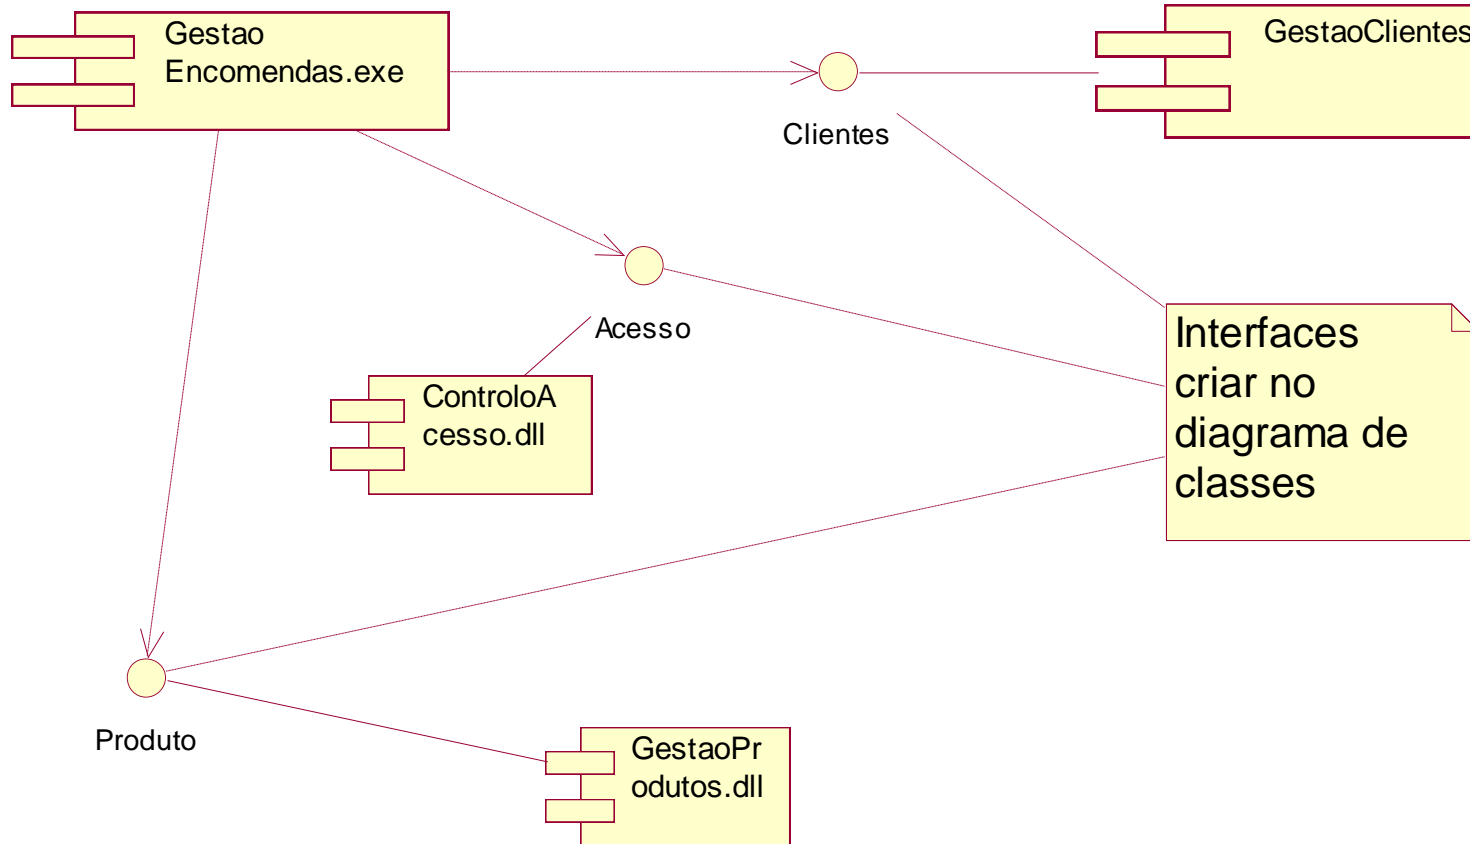 Gestao
Encomendas.exe
GestaoClientes
Clientes
Acesso
ControloA
cesso.dll
Interfaces
criar no
diagrama de
classes
Produto
GestaoPr
odutos.dll